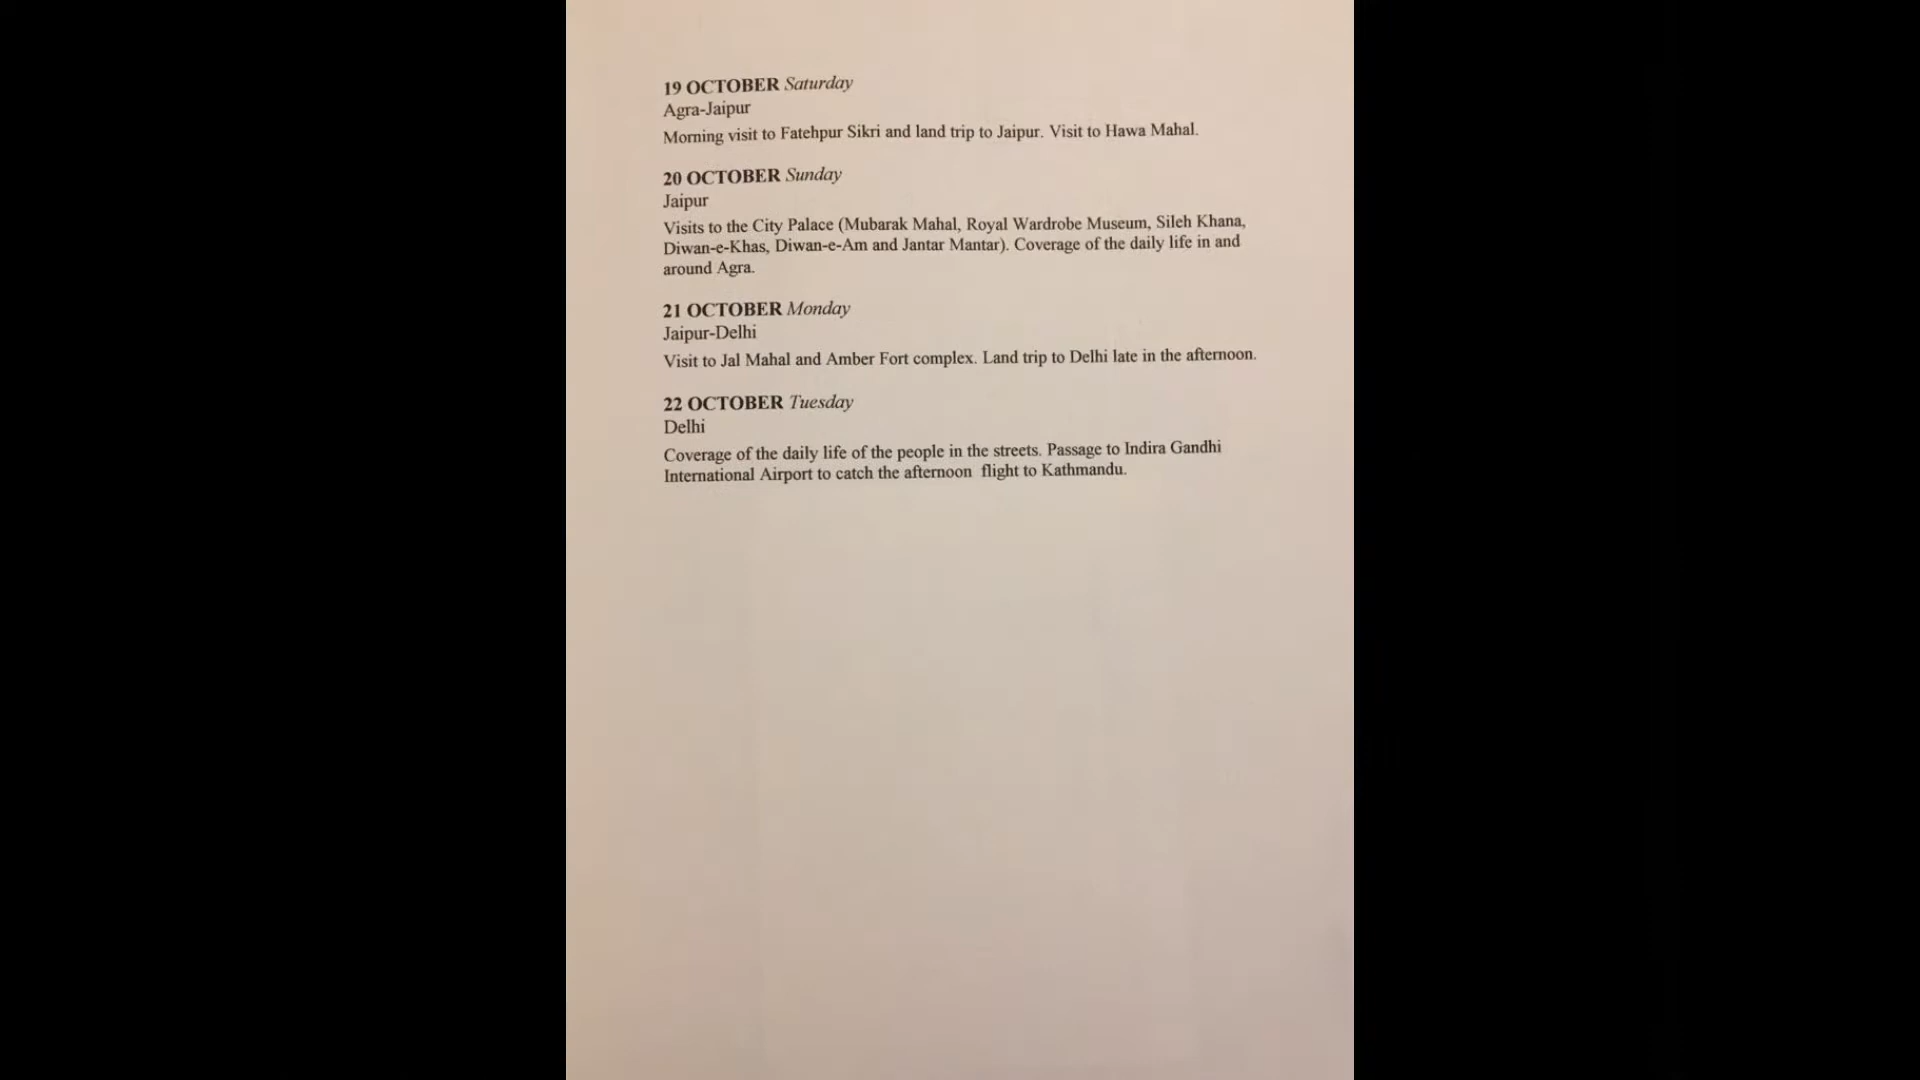 19 OCTOBER Saturday
Agra-Jaipur
Morning visit to Fatehpur Sikri and land trip to Jaipur. Visit to Hawa Mahal.
20 OCTOBER Sunday
Jaipur
Visits to the City Palace (Mubarak Mahal, Royal Wardrobe Museum, Sileh Khana,
Diwan-e-Khas, Diwan-e-Am and Jantar Mantar). Coverage of the daily life in and
around Agra.
21 OCTOBER Monday
Jaipur-Delhi
Visit to Jal Mahal and Amber Fort complex. Land trip to Delhi late in the afternoon.
22 OCTOBER Tuesday
Delhi
Coverage of the daily life of the people in the streets. Passage to Indira Gandhi
International Airport to catch the afternoon flight to Kathmandu.